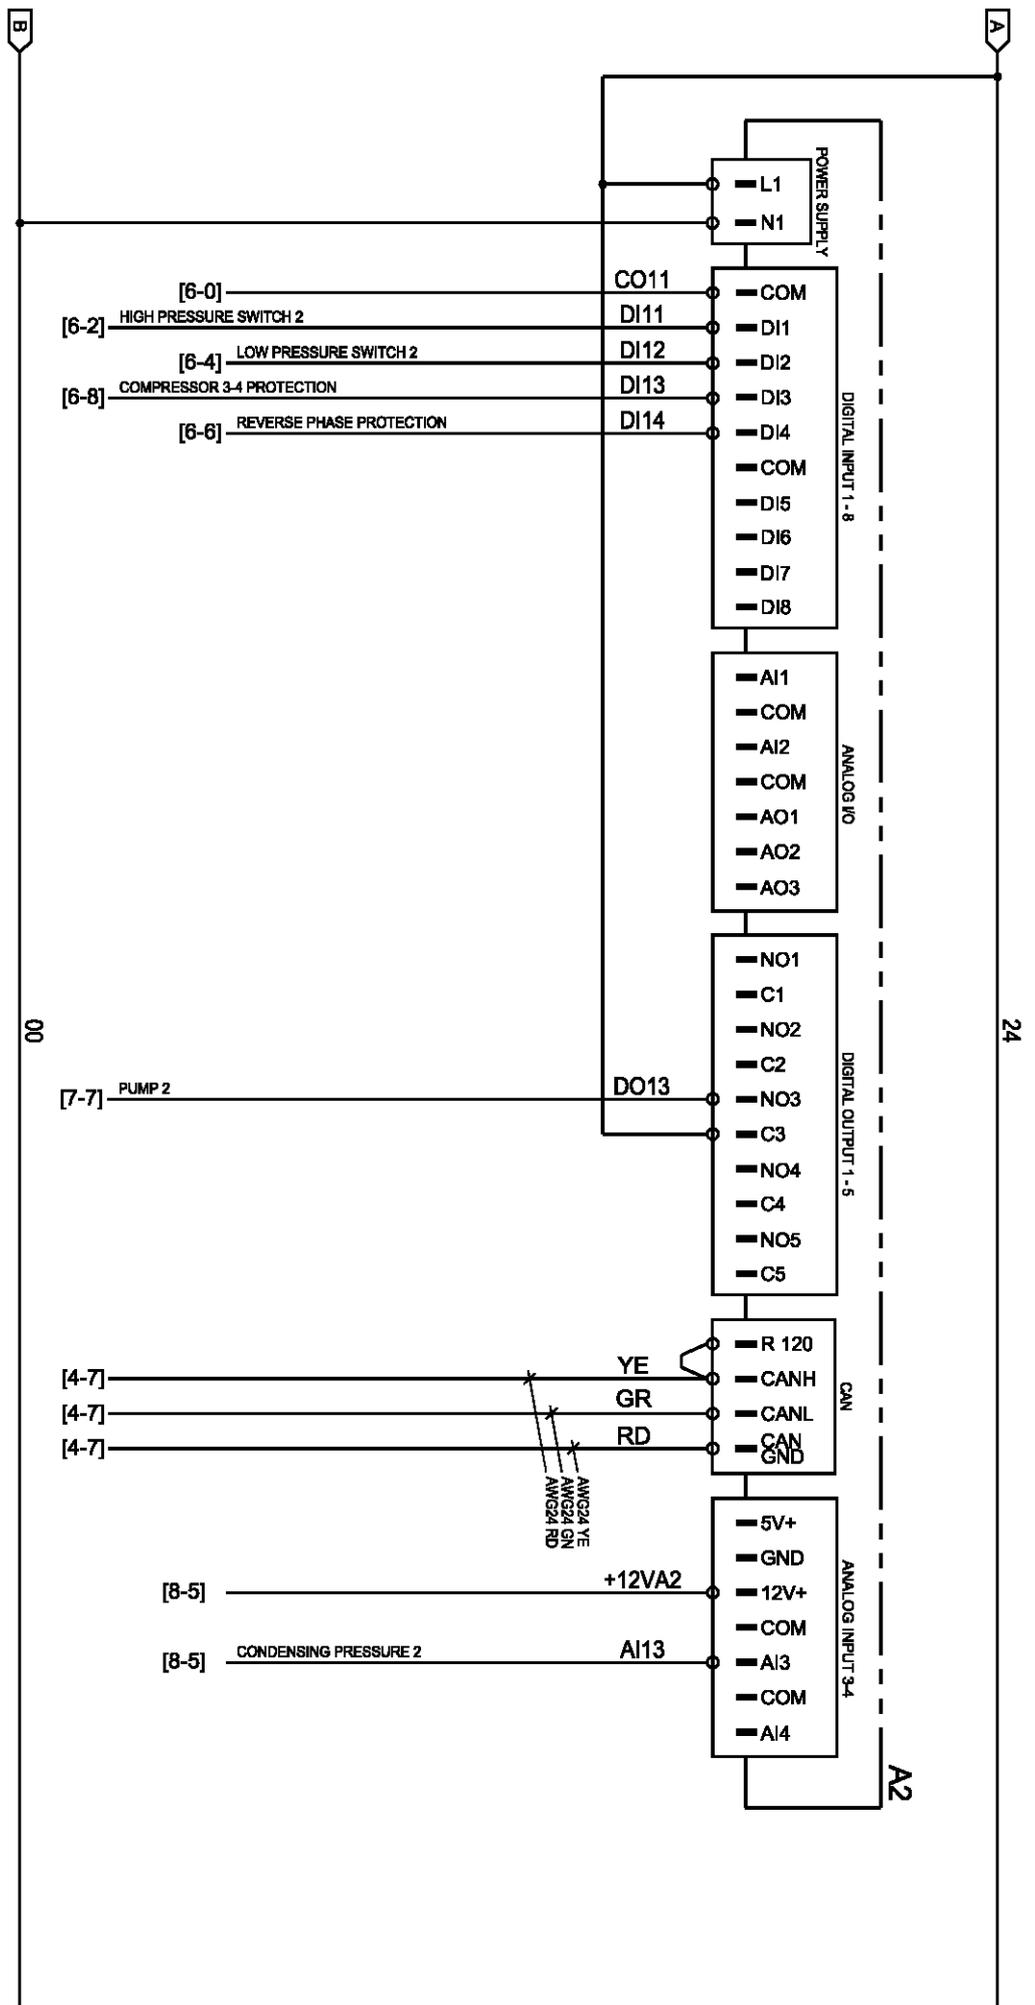 B
A
POWER SUPPLY
L1
N1
[6-0] CO11 COM
[6-2] HIGH PRESSURE SWITCH 2 DI11 DI1
[6-4] LOW PRESSURE SWITCH 2 DI12 DI2
[6-8] COMPRESSOR 3-4 PROTECTION DI13 DI3
[6-6] REVERSE PHASE PROTECTION DI14 DI4
COM
DI5
DI6
DI7
DI8
DIGITAL INPUT 1 - 8
AI1
COM
AI2
COM
AO1
AO2
AO3
ANALOG I/O
NO1
C1
NO2
00
24
C2
[7-7] PUMP 2 DO13 NO3
C3
NO4
C4
NO5
C5
DIGITAL OUTPUT 1 - 5
R 120
[4-7] YE CANH
[4-7] GR CANL
[4-7] RD CAN
GND
CAN
AWG24 YE
AWG24 GN
AWG24 RD
5V+
GND
[8-5] +12VA2 12V+
COM
[8-5] CONDENSING PRESSURE 2 AI13 AI3
COM
AI4
ANALOG INPUT 3-4
A2